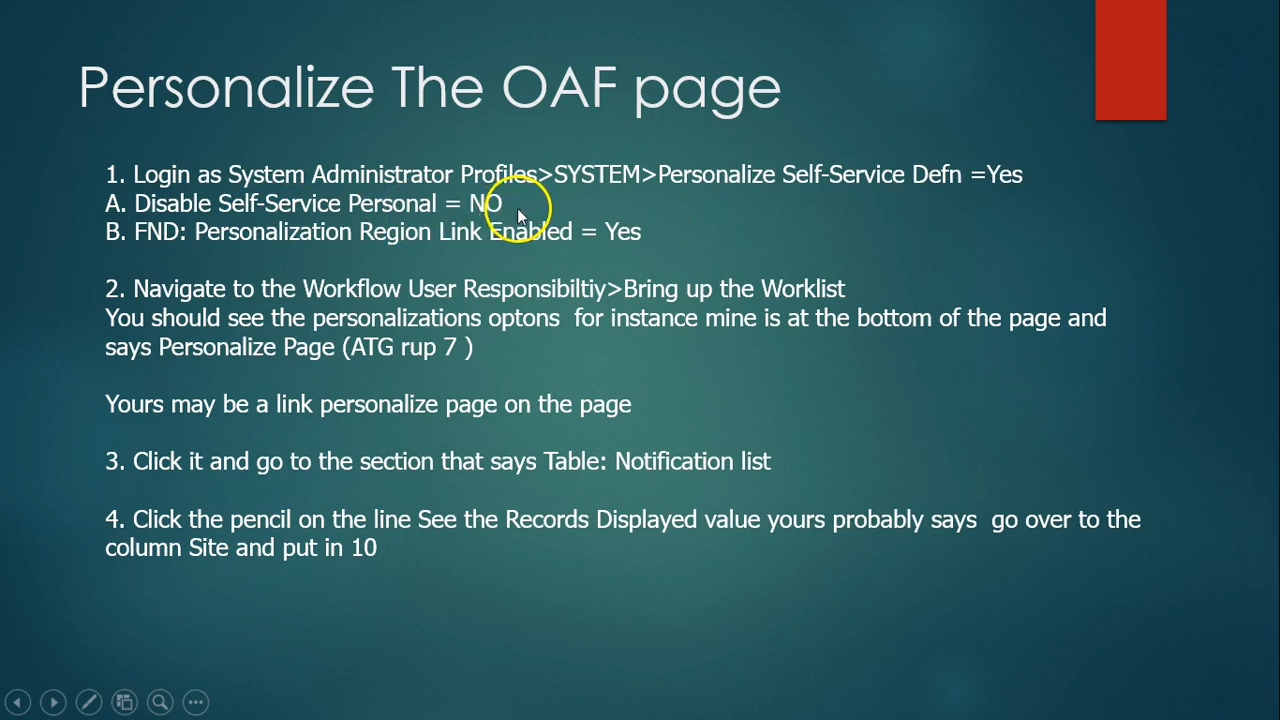 Personalize The OAF page
1. Login as System Administrator Profiles>SYSTEM>Personalize Self-Service Defn =Yes
A. Disable Self-Service Personal = NO
B. FND: Personalization Region Link Enabled = Yes
2. Navigate to the Workflow User Responsibiltiy>Bring up the Worklist
You should see the personalizations optons  for instance mine is at the bottom of the page and
says Personalize Page (ATG rup 7 )
Yours may be a link personalize page on the page
3. Click it and go to the section that says Table: Notification list
4. Click the pencil on the line See the Records Displayed value yours probably says  go over to the
column Site and put in 10